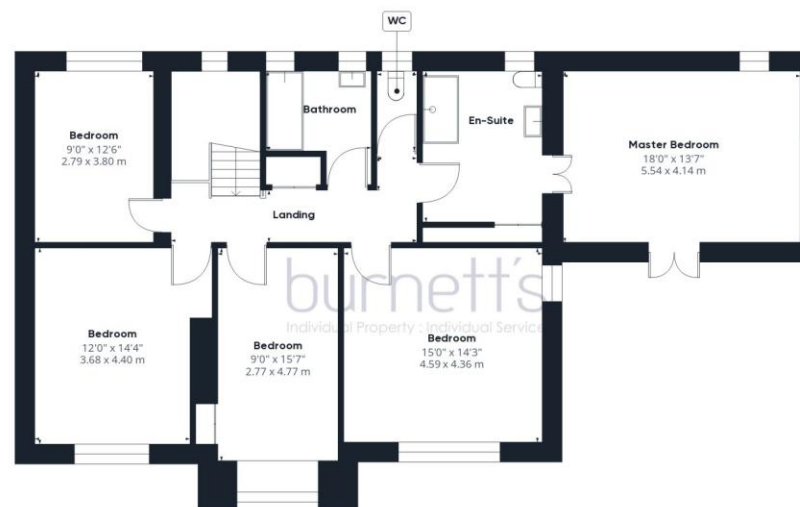 WC
Bathroom
En-Suite
Bedroom
9'0" x 12'6"
2.79 x 3.80 m
Master Bedroom
18'0" x 13'7"
5.54 x 4.14 m
Landing
burnett's
Individual Property : Individual Service
Bedroom
12'0" x 14'4"
3.68 x 4.40 m
Bedroom
9'0" x 15'7"
2.77 x 4.77 m
Bedroom
15'0" x 14'3"
4.59 x 4.36 m